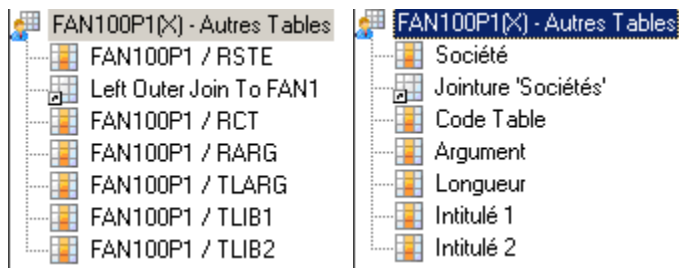 FAN100P1(X) - Autres Tables
FAN100P1 / RSTE
Left Outer Join To FAN1
FAN100P1 / RCT
FAN100P1 / RARG
FAN100P1 / TLARG
FAN100P1 / TLIB1
FAN100P1 / TLIB2
FAN100P1(X) - Autres Tables
Société
Jointure 'Sociétés'
Code Table
Argument
Longueur
Intitulé 1
Intitulé 2